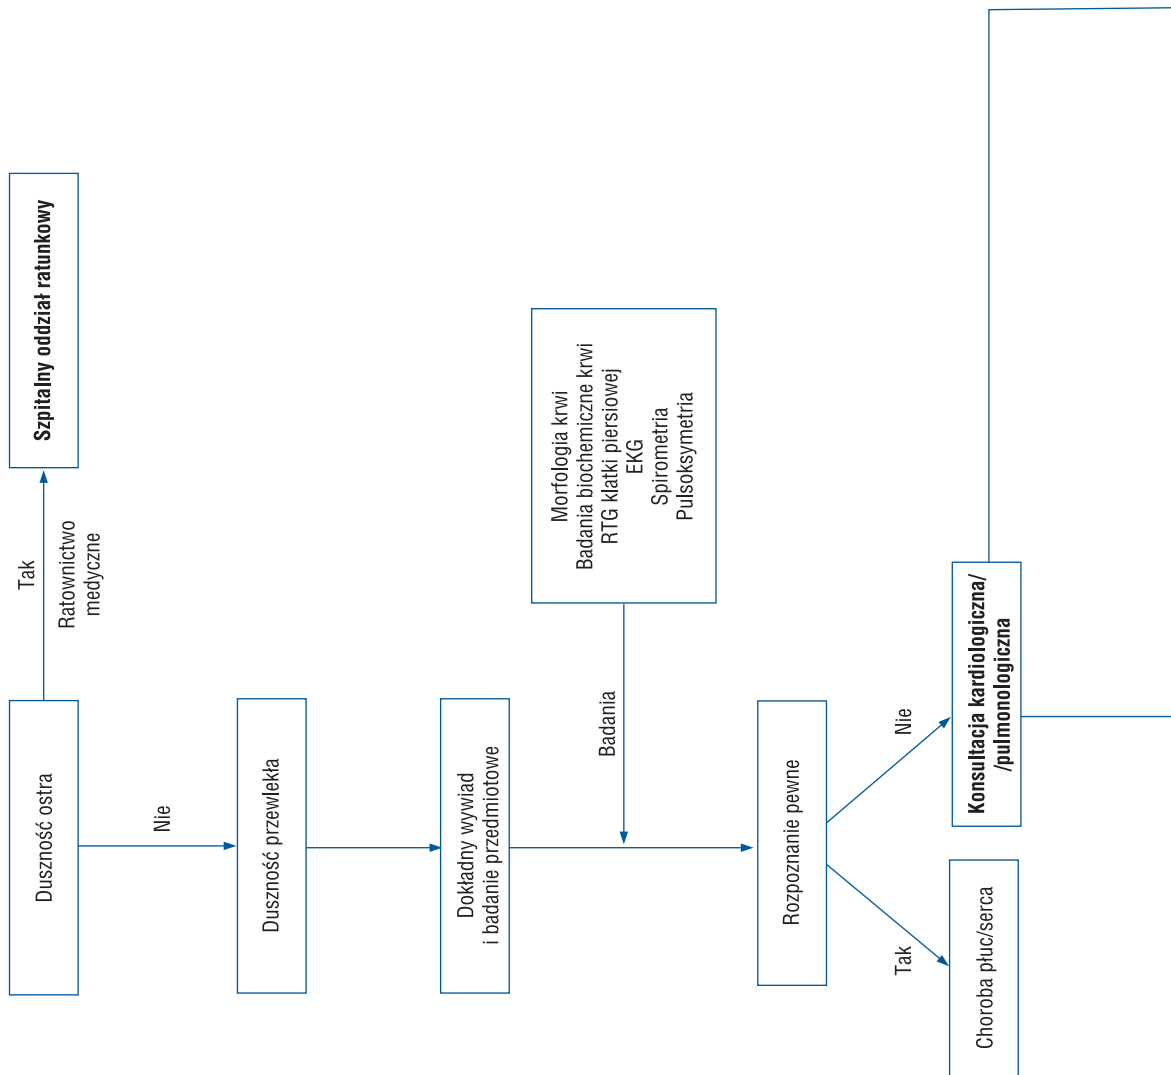 Duszność ostra
Tak
Ratownictwo
medyczne
Szpitalny oddział ratunkowy
Nie
Duszność przewlekła
Dokładny wywiad
i badanie przedmiotowe
Badania
Morfologia krwi
Badania biochemiczne krwi
RTG klatki piersiowej
EKG
Spirometria
Pulsoksymetria
Rozpoznanie pewne
Tak
Nie
Choroba płuc/serca
Konsultacja kardiologiczna/
/pulmonologiczna